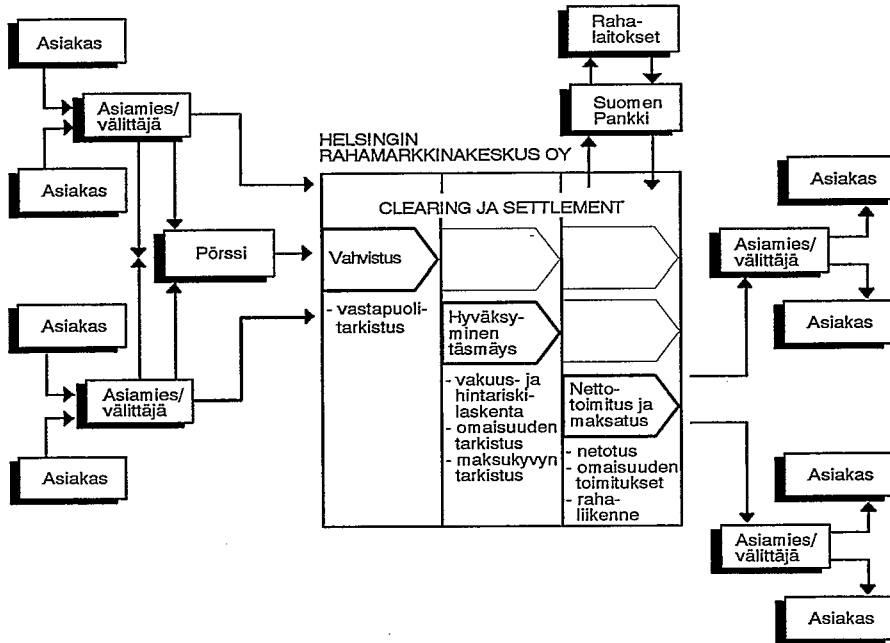 Asiakas
Asiamies/
välittäjä
Asiakas
Pörssi
Asiakas
Asiamies/
välittäjä
Asiakas
Raha-
laitokset
Suomen
Pankki
HELSINGIN
RAHAMARKKINAKESKUS OY
CLEARING JA SETTLEMENT
Vahvistus
- vastapuoli-
tarkistus
Hyväksy-
minen
täsmäys
- vakuus- ja
hintariski-
laskenta
- omaisuuden
tarkistus
- maksukyvyn
tarkistus
Netto-
toimitus ja
maksatus
- netotus
- omaisuuden
toimitukset
- raha-
liikenne
Asiakas
Asiamies/
välittäjä
Asiakas
Asiakas
Asiamies/
välittäjä
Asiakas